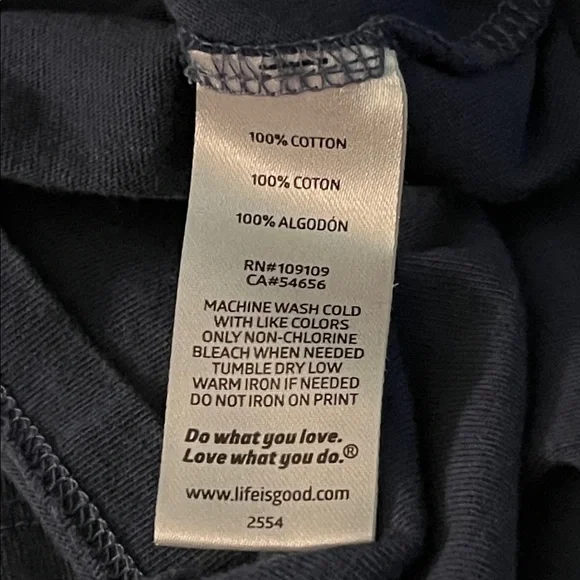 100% COTTON
100% COTON
100% ALGODÓN
RN#109109
CA#54656
MACHINE WASH COLD
WITH LIKE COLORS
ONLY NON-CHLORINE
BLEACH WHEN NEEDED
TUMBLE DRY LOW
WARM IRON IF NEEDED
DO NOT IRON ON PRINT
Do what you love.
Love what you do.®
www.lifeisgood.com
2554